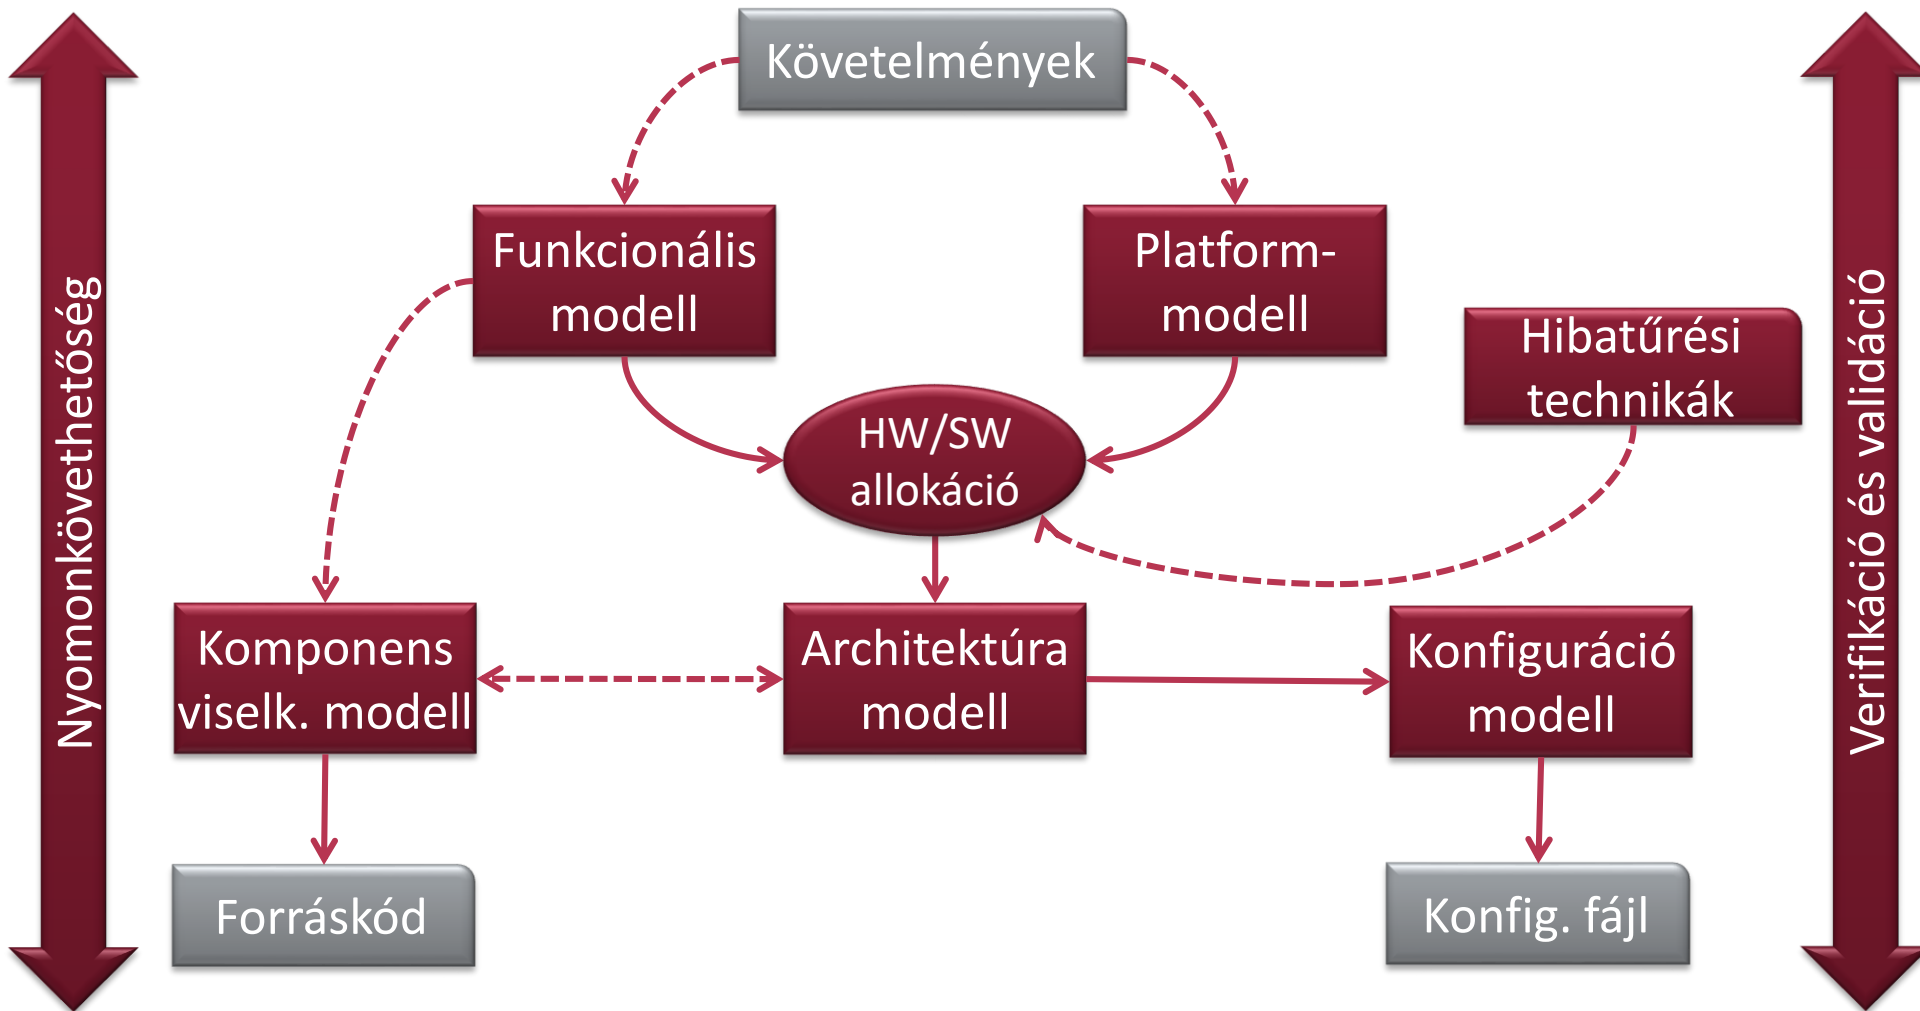 Követelmények
Funkcionális
modell
Platform-
modell
Hibatűrési
technikák
HW/SW
allokáció
Komponens
viselk. modell
Architektúra
modell
Konfiguráció
modell
Forráskód
Konfig. fájl
Nyomonkövethetőség
Verifikáció és validáció